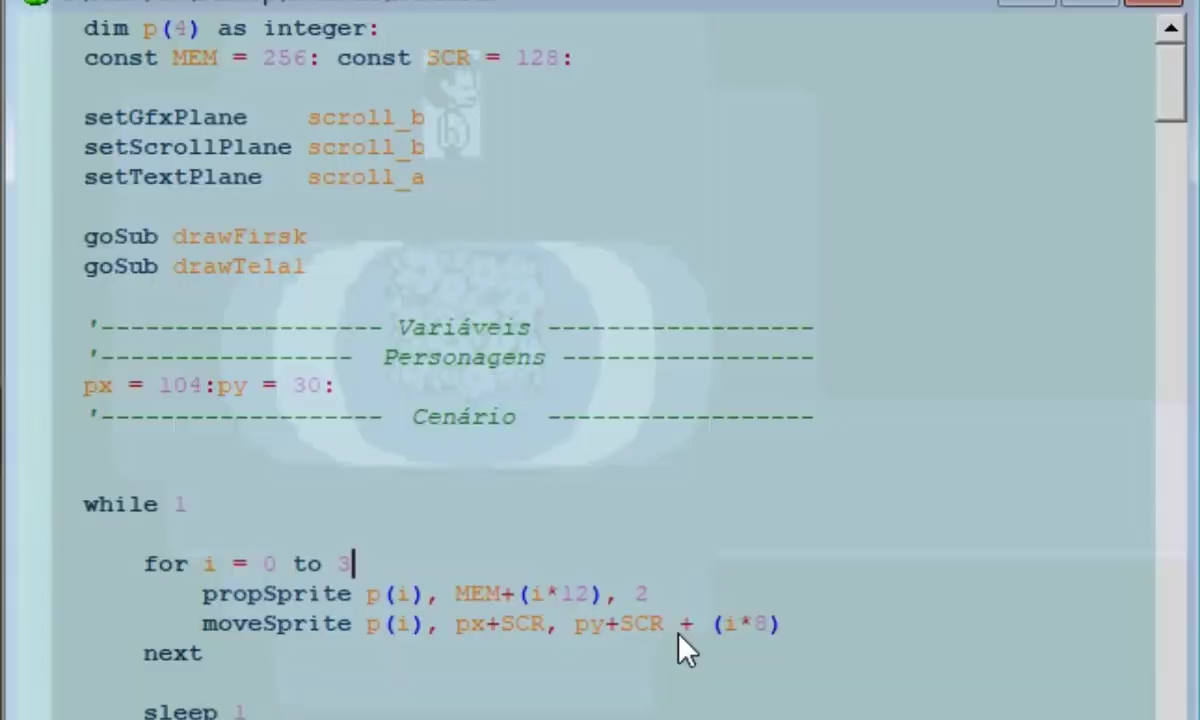 dim p(4) as integer:
const MEM = 256: const SCR = 128:
setGfxPlane    scroll_b
setScrollPlane scroll_b
setTextPlane   scroll_a
goSub drawFirsk
goSub drawTela1
'------------------- Variáveis ------------------
'----------------- Personagens -----------------
px = 104:py = 30:
'------------------- Cenário ------------------
while 1
for i = 0 to 3
propSprite p(i), MEM+(i*12), 2
moveSprite p(i), px+SCR, py+SCR + (i*8)
next
sleep 1